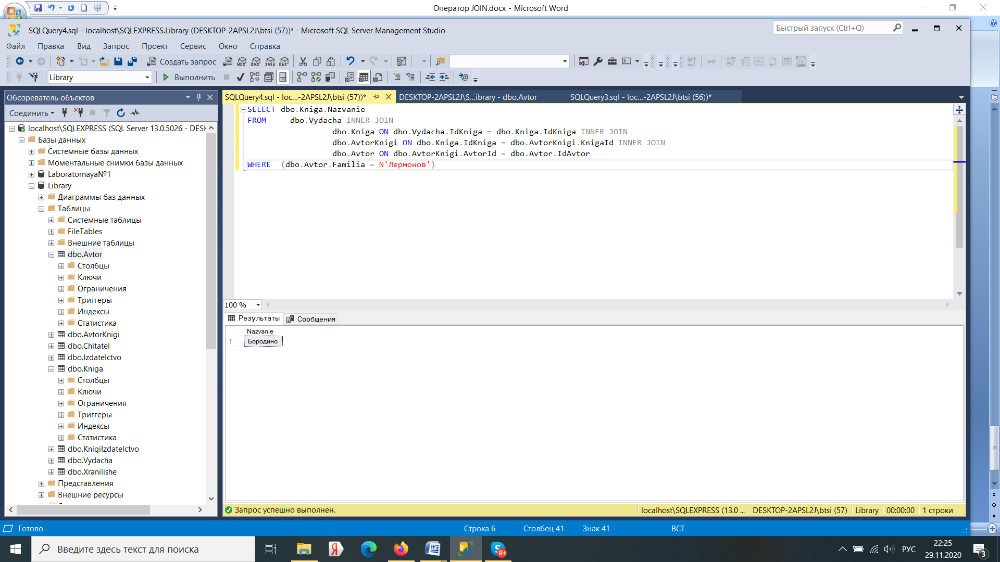 Оператор JOIN.docx - Microsoft Word
SQLQuery4.sql - localhost\SQLEXPRESS.Library (DESKTOP-2APSL2J\btsi (57))* - Microsoft SQL Server Management Studio
Быстрый запуск (Ctrl+Q)
Файл Правка Вид Запрос Проект Сервис Окно Справка
Создать запрос
Library
Выполнить
Обозреватель объектов
SQLQuery4.sql - loc...-2APSL2J\btsi (57))*
DESKTOP-2APSL2J\S...ibrary - dbo.Avtor
SQLQuery3.sql - loc...-2APSL2J\btsi (56))*
Соединить
localhost\SQLEXPRESS (SQL Server 13.0.5026 - DESK
Базы данных
Системные базы данных
Моментальные снимки базы данных
Laboratornaya№1
Library
Диаграммы баз данных
Таблицы
Системные таблицы
FileTables
Внешние таблицы
dbo.Avtor
Столбцы
Ключи
Ограничения
Триггеры
Индексы
Статистика
dbo.AvtorKnigi
dbo.Chitatel
dbo.Izdatelctvo
dbo.Kniga
Столбцы
Ключи
Ограничения
Триггеры
Индексы
Статистика
dbo.KnigiIzdatelctvo
dbo.Vydacha
dbo.Xranilishe
Представления
Внешние ресурсы
SELECT dbo.Kniga.Nazvanie
FROM dbo.Vydacha INNER JOIN
dbo.Kniga ON dbo.Vydacha.IdKniga = dbo.Kniga.IdKniga INNER JOIN
dbo.AvtorKnigi ON dbo.Kniga.IdKniga = dbo.AvtorKnigi.KnigaId INNER JOIN
dbo.Avtor ON dbo.AvtorKnigi.AvtorId = dbo.Avtor.IdAvtor
WHERE (dbo.Avtor.Familia = N'Лермонов')
100 %
Результаты Сообщения
Nazvanie
1 Бородино
Запрос успешно выполнен.
localhost\SQLEXPRESS (13.0 ... DESKTOP-2APSL2J\btsi (57) Library 00:00:00 1 строки
Готово
Строка 6 Столбец 41 Знак 41 ВСТ
Введите здесь текст для поиска
9+
РУС
22:25
29.11.2020
3